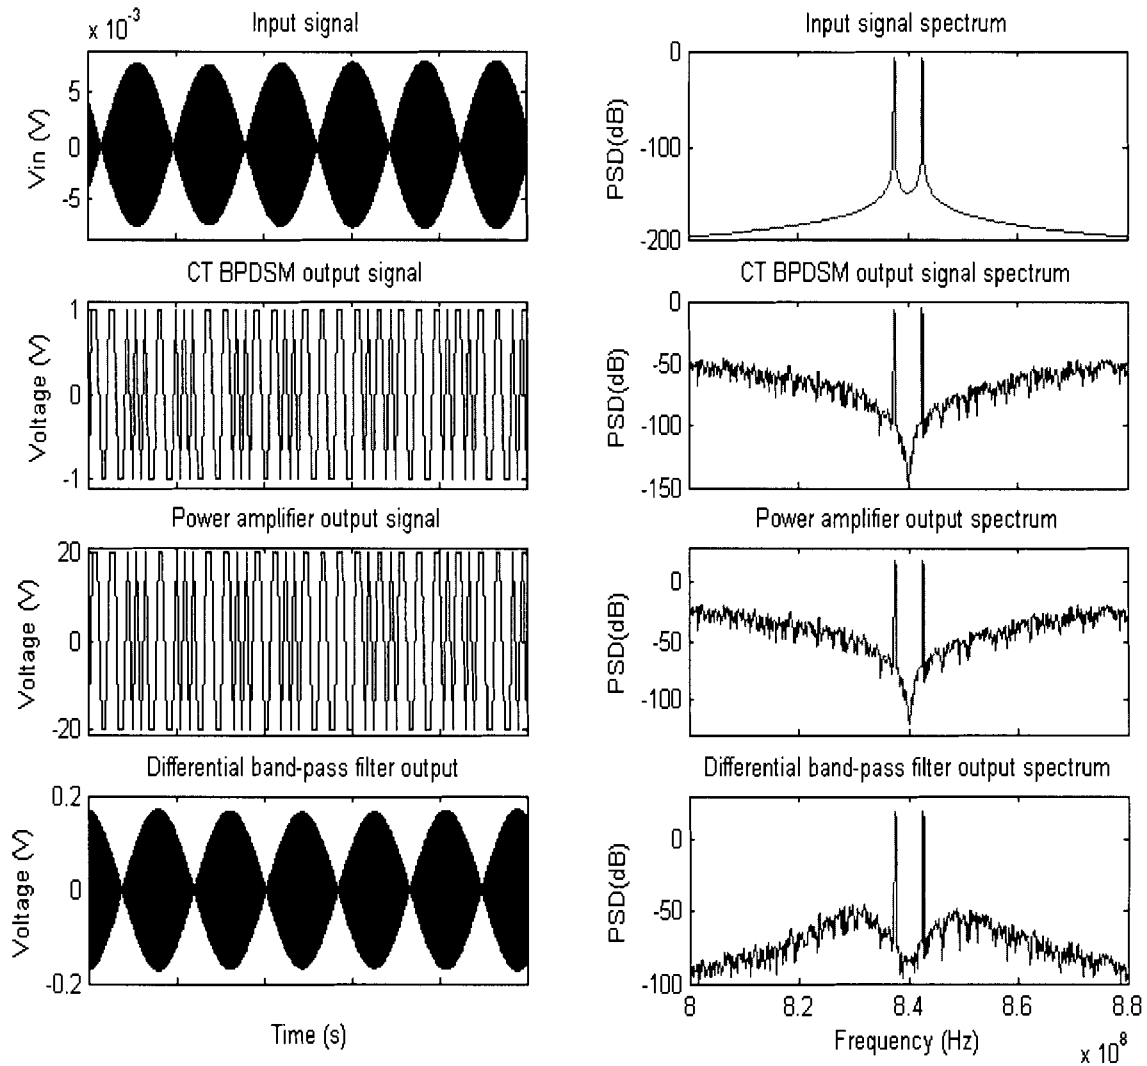 x 10^-3
Input signal
Vin (V)
5
0
-5
Input signal spectrum
PSD(dB)
0
-100
-200
CT BPDSM output signal
Voltage (V)
1
0
-1
CT BPDSM output signal spectrum
PSD(dB)
0
-50
-100
-150
Power amplifier output signal
Voltage (V)
20
0
-20
Power amplifier output spectrum
PSD(dB)
0
-50
-100
Differential band-pass filter output
Voltage (V)
0.2
0
-0.2
Time (s)
Differential band-pass filter output spectrum
PSD(dB)
0
-50
-100
8
8.2
8.4
8.6
8.8
Frequency (Hz)
x 10^8